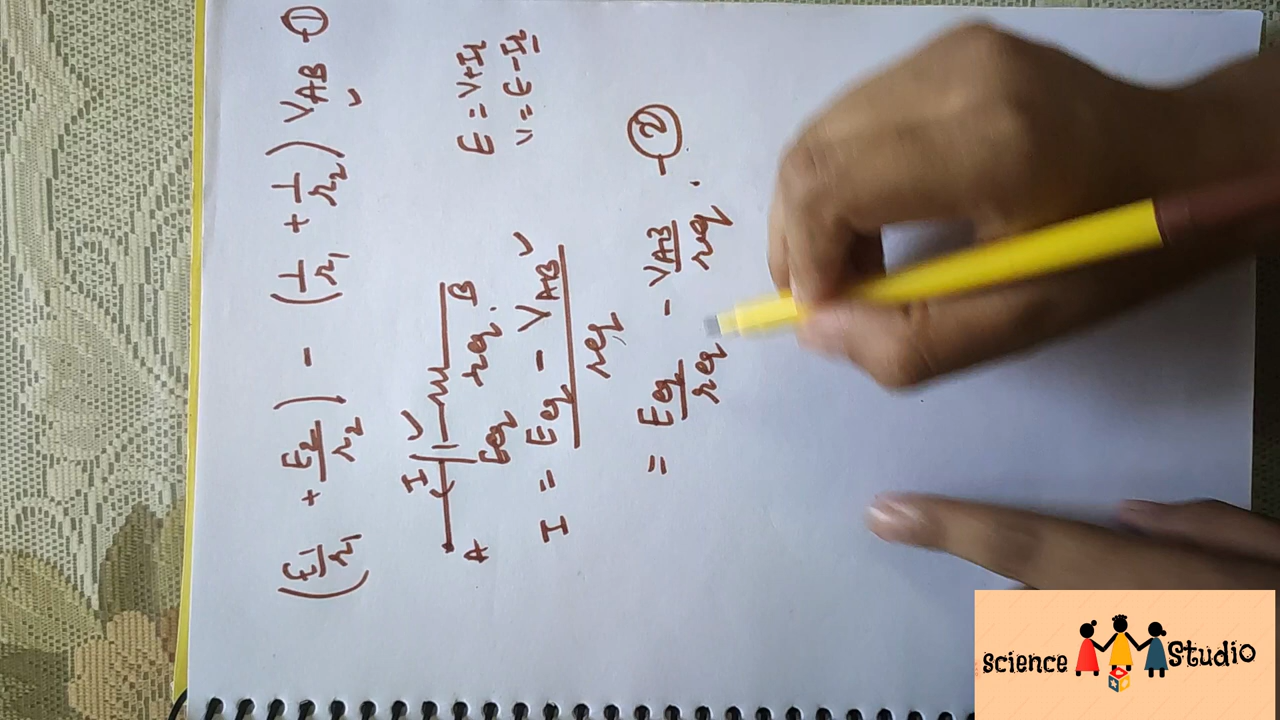 (E1/r1 + E2/r2) - (1/r1 + 1/r2) VAB -①
I
A Eeq req. B
E = V+Ir
V = E-Ir
I = Eeq - VAB / req
= Eeq/req - VAB/req. -②
Science Studio